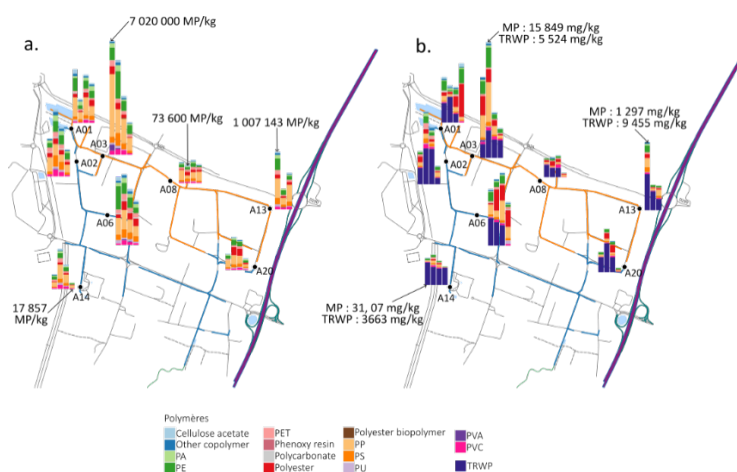 a.
7 020 000 MP/kg
73 600 MP/kg
1 007 143 MP/kg
A01
A03
A02
A08
A06
A13
A20
A14
17 857
MP/kg
b.
MP : 15 849 mg/kg
TRWP : 5 524 mg/kg
MP : 1 297 mg/kg
TRWP : 9 455 mg/kg
A01
A03
A02
A08
A06
A13
A20
A14
MP : 31, 07 mg/kg
TRWP : 3663 mg/kg
Polymères
Cellulose acetate
Other copolymer
PA
PE
PET
Phenoxy resin
Polycarbonate
Polyester
Polyester biopolymer
PP
PS
PU
PVA
PVC
TRWP